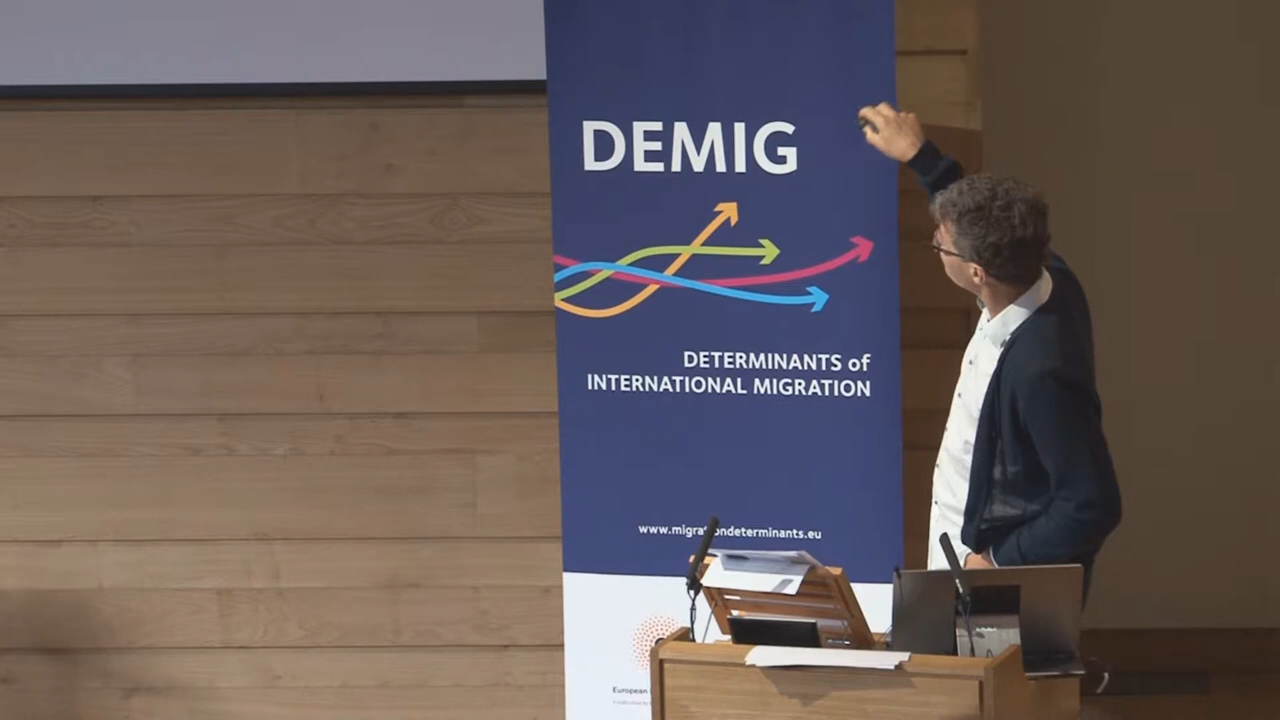 DEMIG
DETERMINANTS of
INTERNATIONAL MIGRATION
www.migrationdeterminants.eu
European